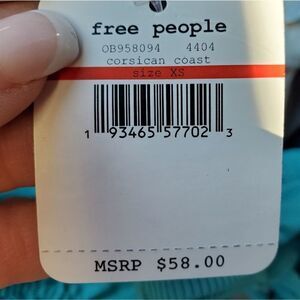 free people
OB958094 4404
corsican coast
size XS
1 93465 57702 3
MSRP $58.00